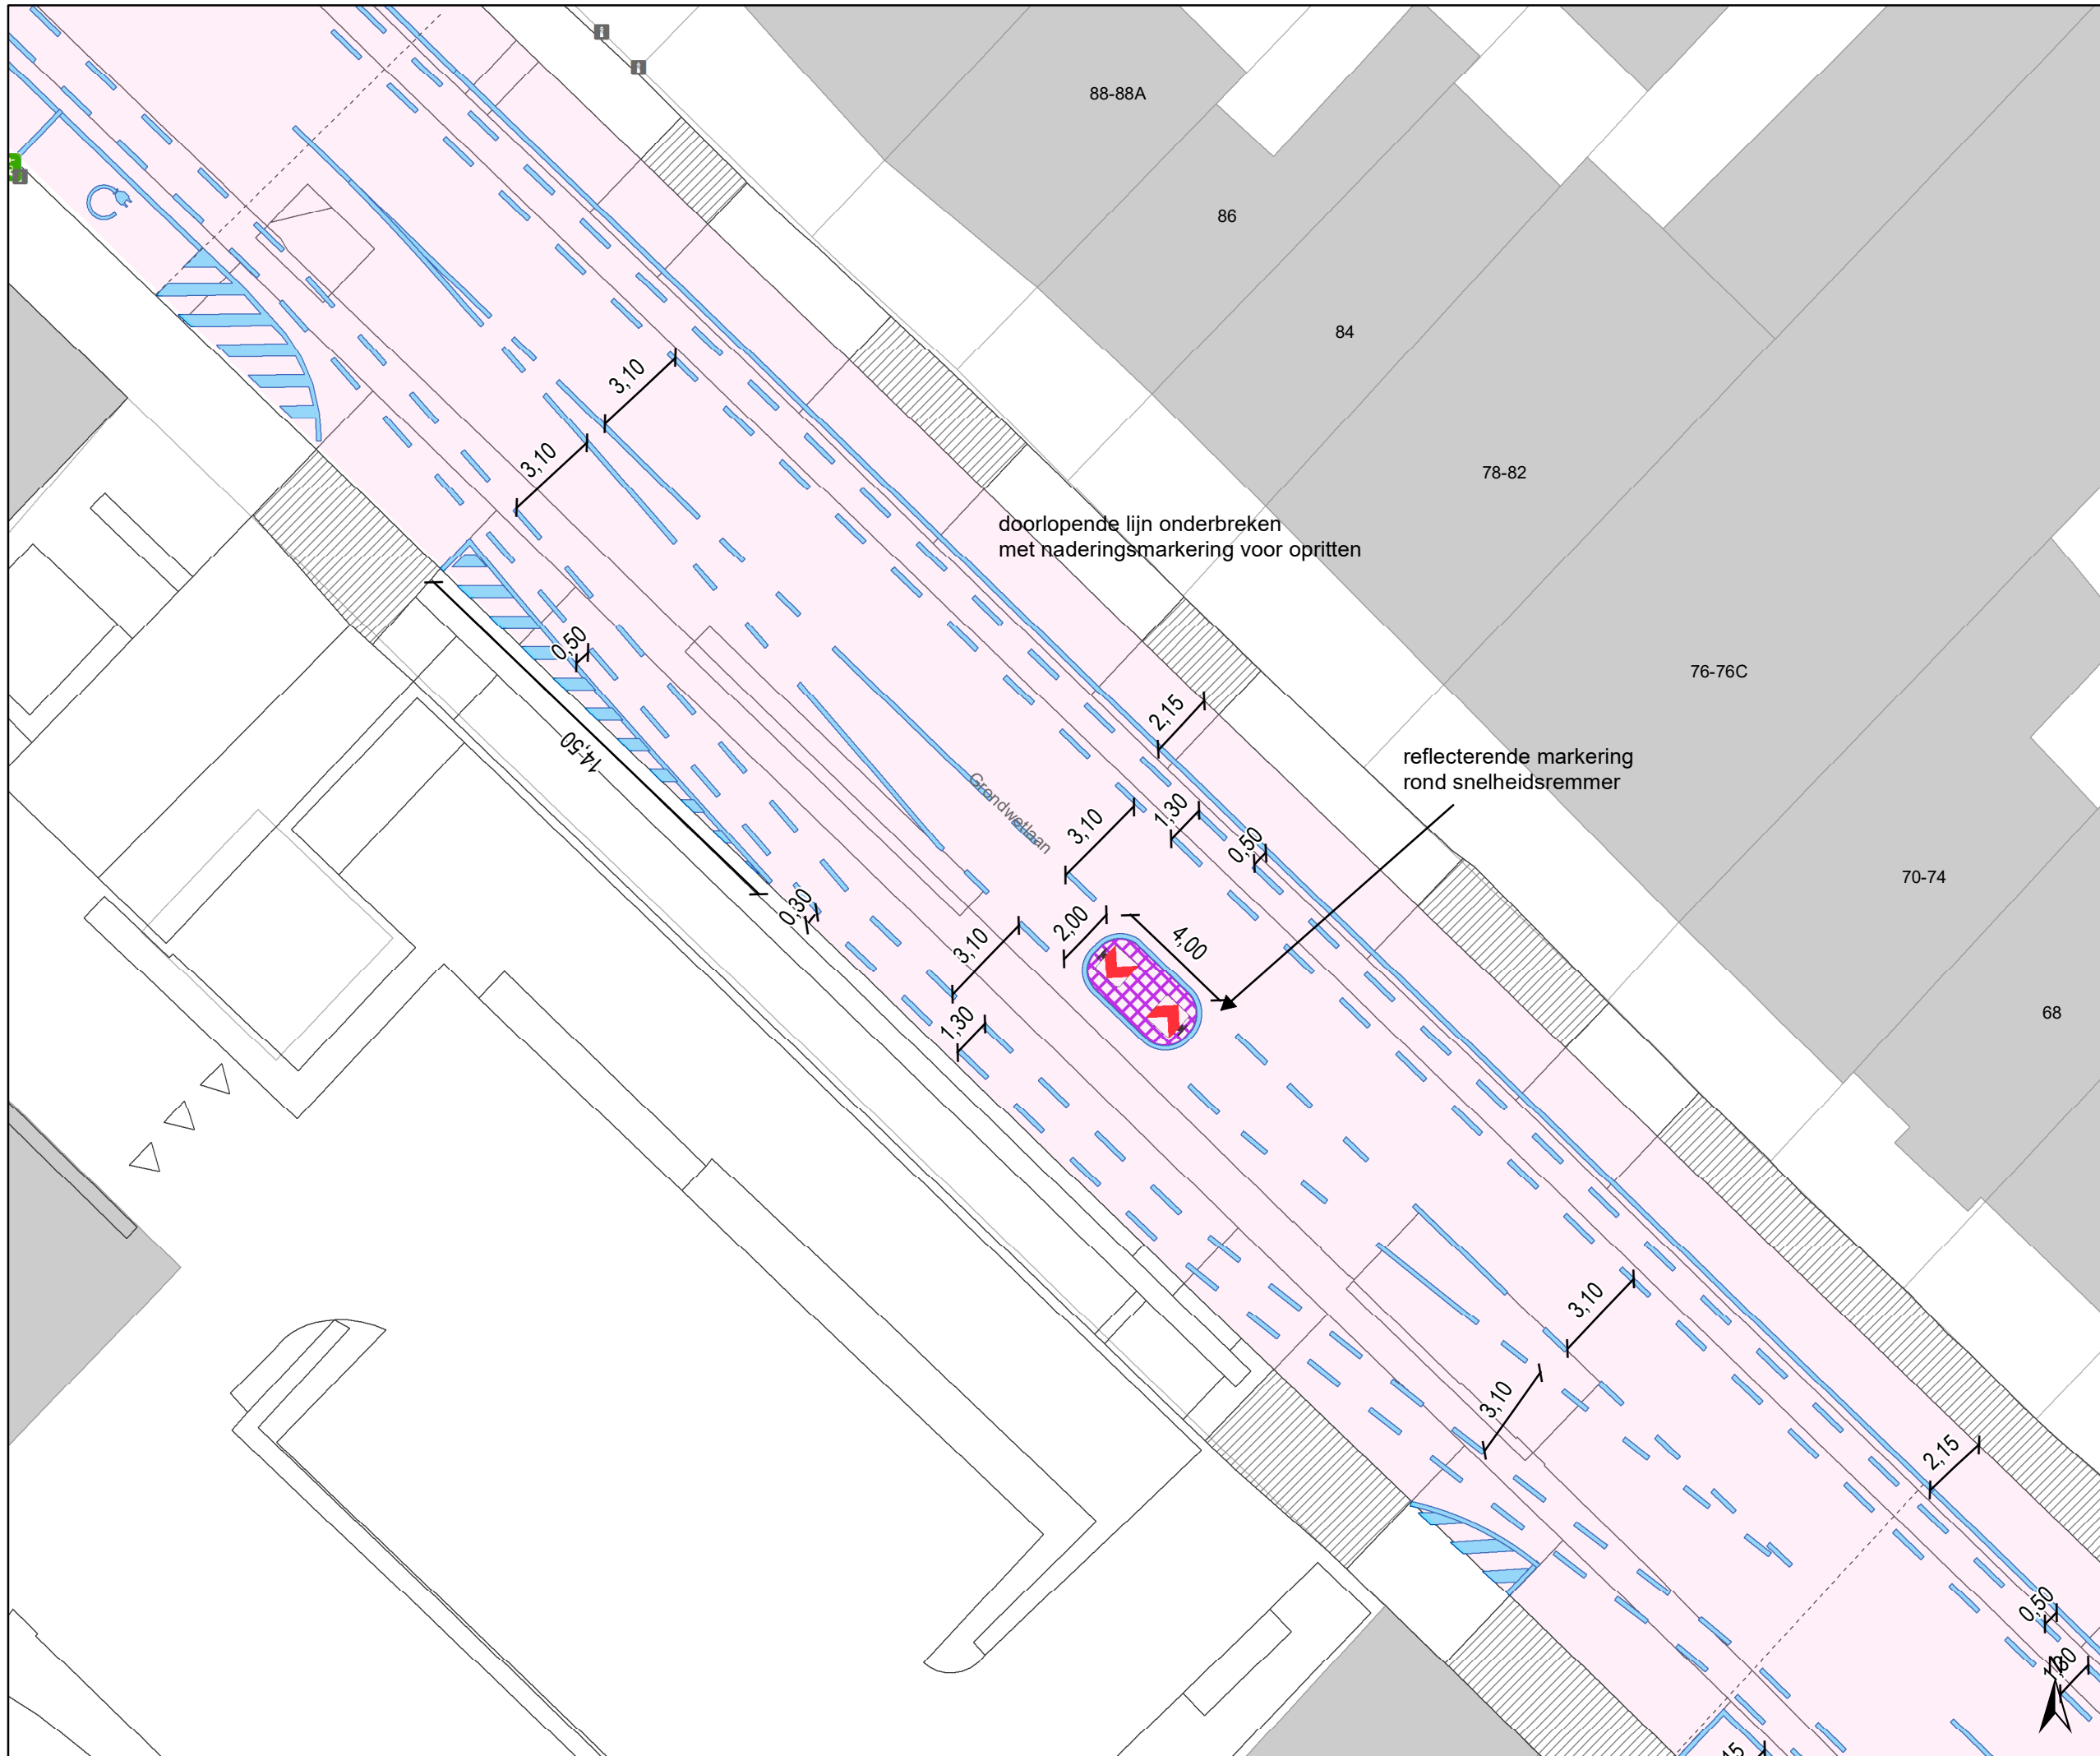 88-88A
86
84
3,10
3,10
78-82
doorlopende lijn onderbreken
met naderingsmarkering voor opritten
0,50
76-76C
2,15
14,50
reflecterende markering
rond snelheidsremmer
Grondwetlaan
3,10
1,30
0,50
70-74
0,30
2,00
3,10
4,00
68
1,30
3,10
3,10
2,15
0,50
N